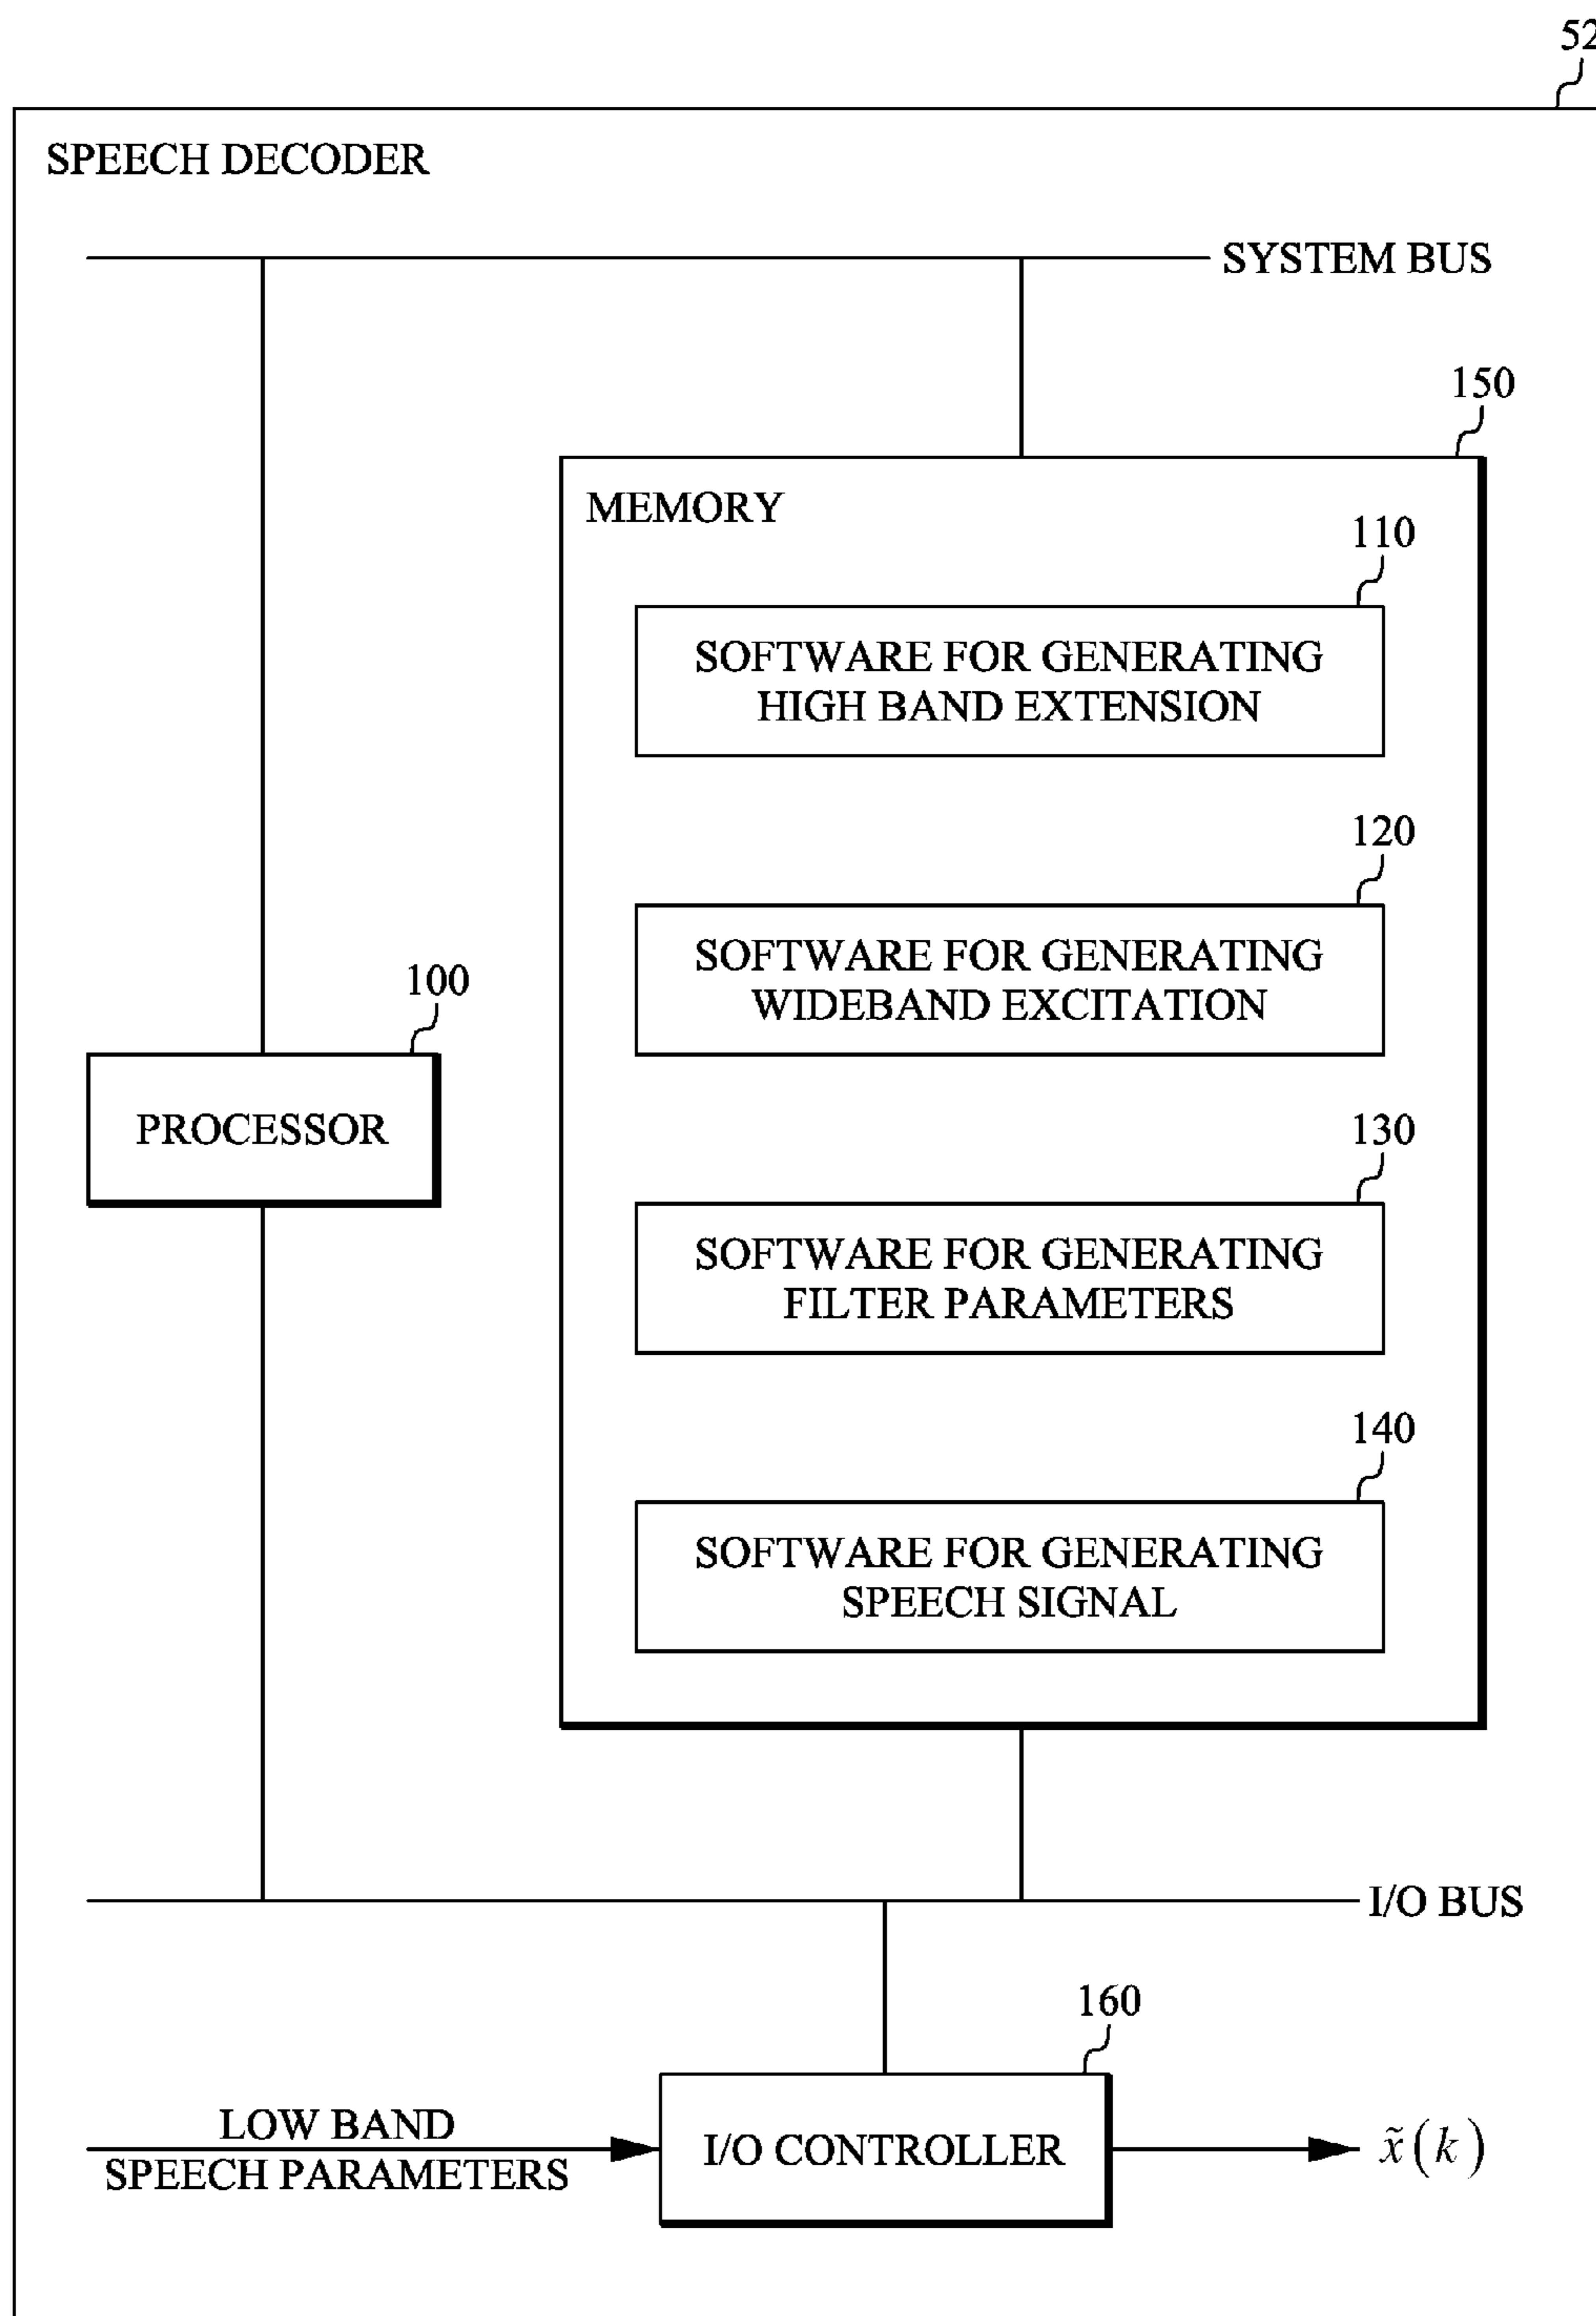 52
SPEECH DECODER
SYSTEM BUS
150
MEMORY
110
SOFTWARE FOR GENERATING
HIGH BAND EXTENSION
120
SOFTWARE FOR GENERATING
WIDEBAND EXCITATION
100
PROCESSOR
130
SOFTWARE FOR GENERATING
FILTER PARAMETERS
140
SOFTWARE FOR GENERATING
SPEECH SIGNAL
I/O BUS
160
LOW BAND
SPEECH PARAMETERS
I/O CONTROLLER
x̃(k)